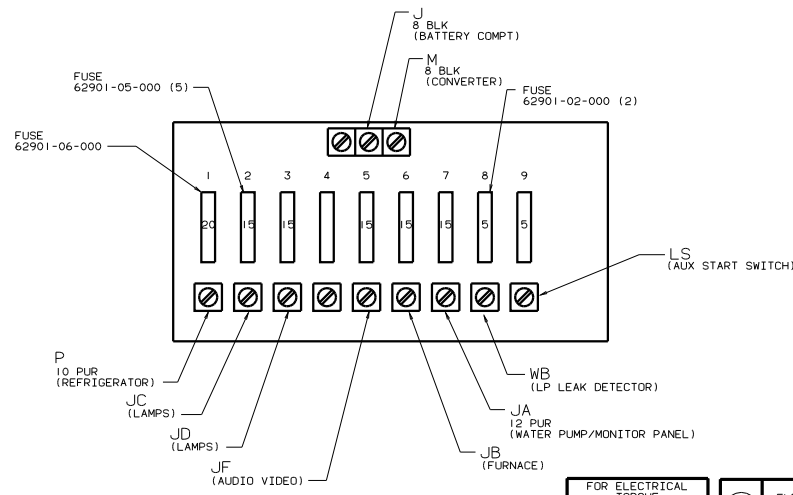 J
8 BLK
(BATTERY COMPT)
M
8 BLK
(CONVERTER)
FUSE
62901-05-000 (5)
FUSE
62901-02-000 (2)
FUSE
62901-06-000
1 2 3 4 5 6 7 8 9
20 15 15 15 15 15 5 5
LS
(AUX START SWITCH)
P
10 PUR
(REFRIGERATOR)
WB
(LP LEAK DETECTOR)
JC
(LAMPS)
JA
12 PUR
(WATER PUMP/MONITOR PANEL)
JD
(LAMPS)
JB
(FURNACE)
JF
(AUDIO VIDEO)
FOR ELECTRICAL